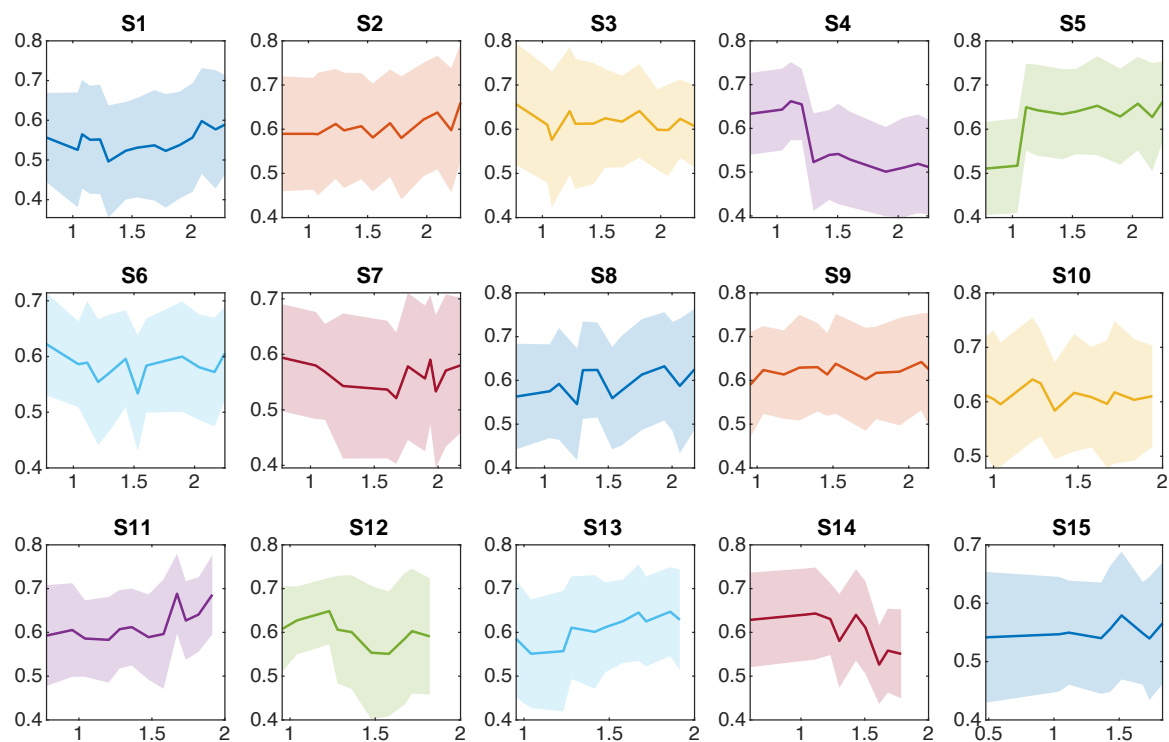 S1 S2 S3 S4 S5
0.8 0.8 0.8 0.8 0.8
0.7 0.7 0.7 0.7 0.7
0.6 0.6 0.6 0.6 0.6
0.5 0.5 0.5 0.5 0.5
0.4 0.4 0.4 0.4 0.4
1 1.5 2 1 1.5 2 1 1.5 2 1 1.5 2 1 1.5 2
S6 S7 S8 S9 S10
0.7 0.7 0.8 0.8 0.8
0.6 0.6 0.7 0.7 0.7
0.5 0.5 0.6 0.6 0.6
0.4 0.4 0.5 0.5 0.5
0.4 0.4
1 1.5 2 1 1.5 2 1 1.5 2 1 1.5 2 1 1.5 2
S11 S12 S13 S14 S15
0.8 0.8 0.8 0.8 0.7
0.7 0.7 0.7 0.7 0.6
0.6 0.6 0.6 0.6 0.5
0.5 0.5 0.5 0.5 0.4
0.4 0.4 0.4 0.4
1 1.5 2 1 1.5 2 1 1.5 2 1 1.5 2 0.5 1 1.5